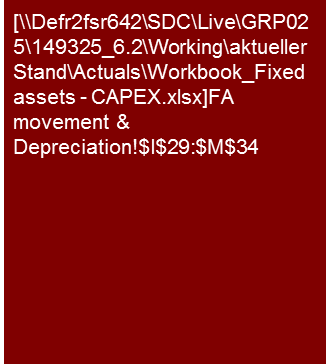 [\\Defr2fsr642\SDC\Live\GRP02
5\149325_6.2\Working\aktueller
Stand\Actuals\Workbook_Fixed
assets - CAPEX.xlsx]FA
movement &
Depreciation!$I$29:$M$34